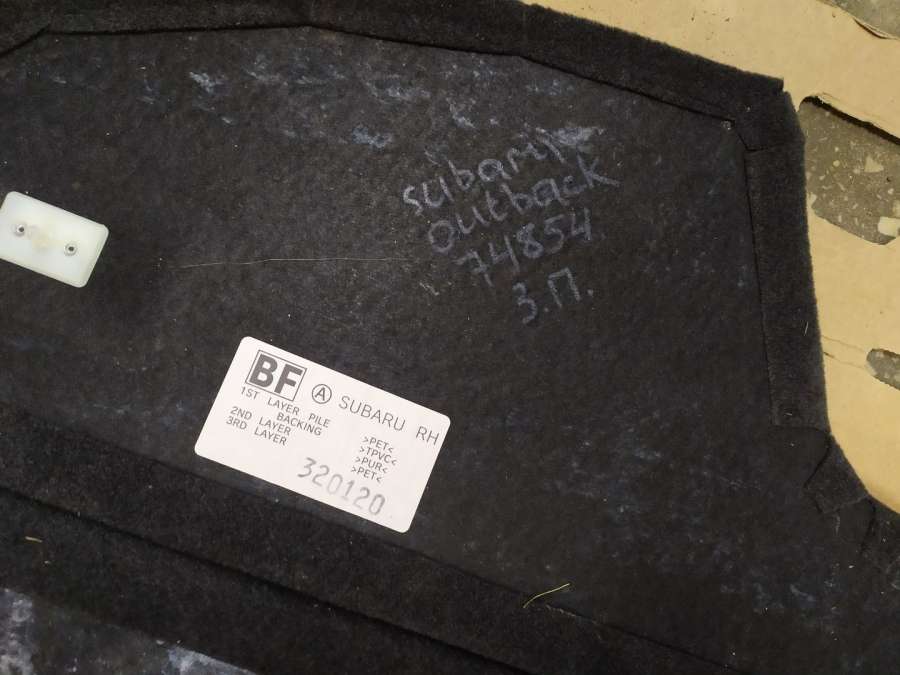 subaru
outback
74854
З.П.
BF A SUBARU RH
1ST LAYER PILE >PET<
BACKING >TPVC<
2ND LAYER >PUR<
3RD LAYER >PET<
320120